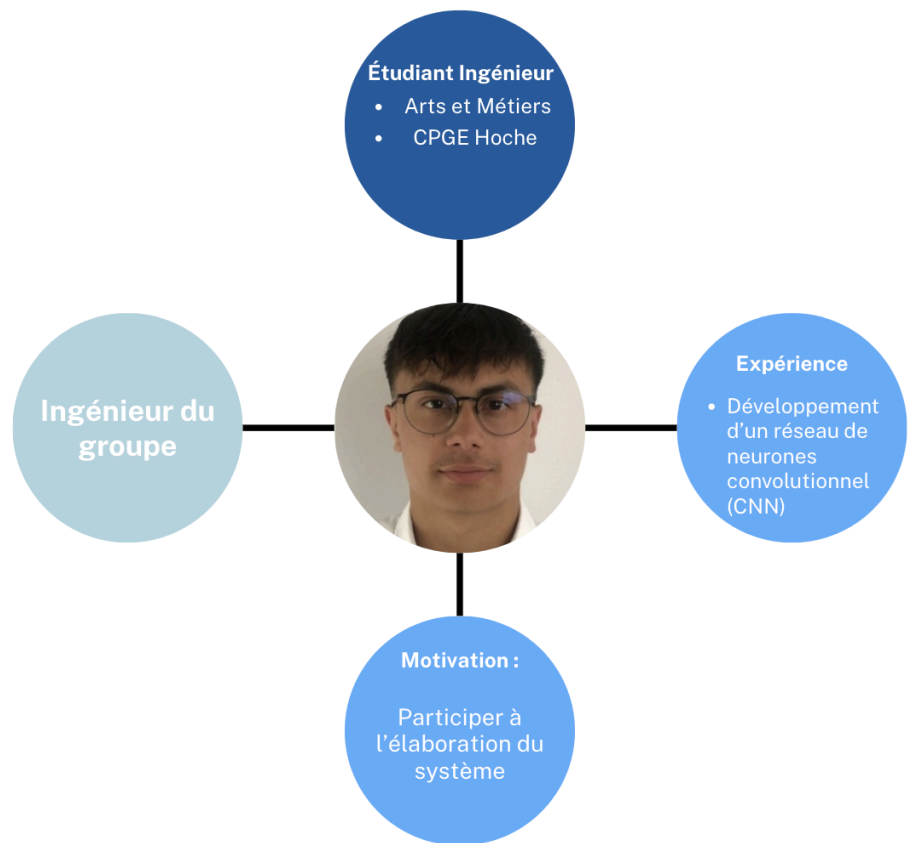 Étudiant Ingénieur
• Arts et Métiers
• CPGE Hoche
Ingénieur du
groupe
Expérience
• Développement
d'un réseau de
neurones
convolutionnel
(CNN)
Motivation :
Participer à
l'élaboration du
système